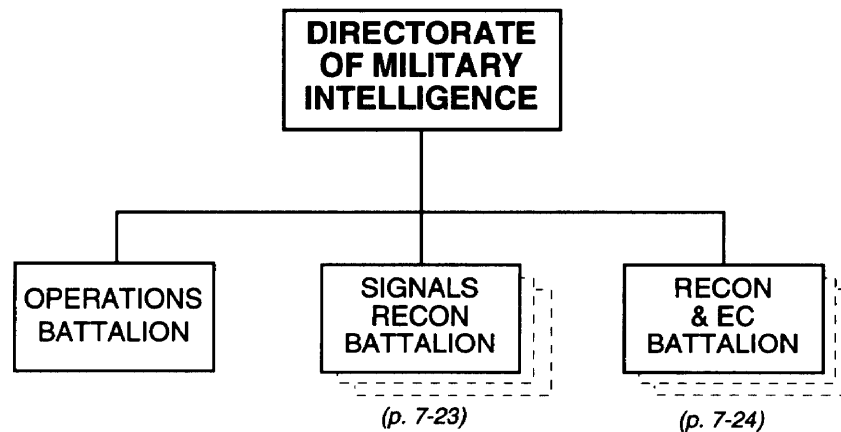 DIRECTORATE
OF MILITARY
INTELLIGENCE
OPERATIONS
BATTALION
SIGNALS
RECON
BATTALION
(p. 7-23)
RECON
& EC
BATTALION
(p. 7-24)